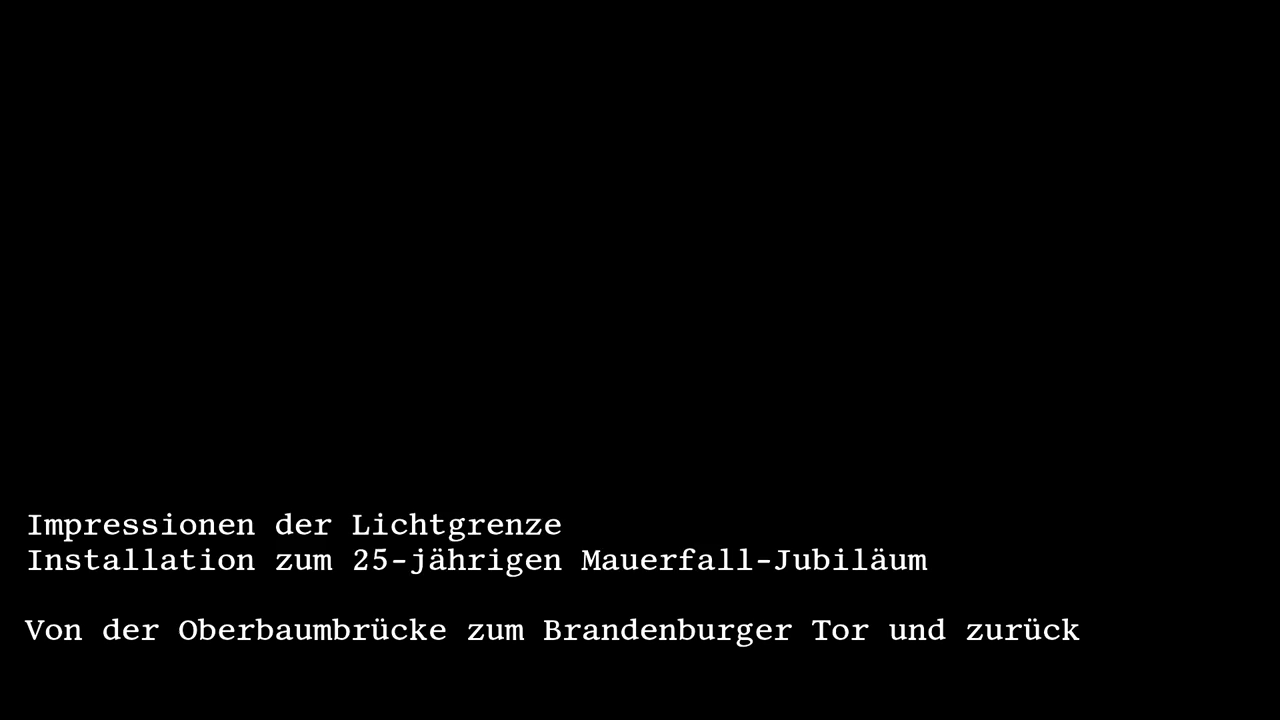 Impressionen der Lichtgrenze
Installation zum 25-jährigen Mauerfall-Jubiläum
Von der Oberbaumbrücke zum Brandenburger Tor und zurück